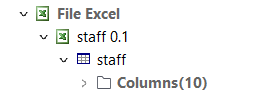 File Excel
staff 0.1
staff
Columns(10)